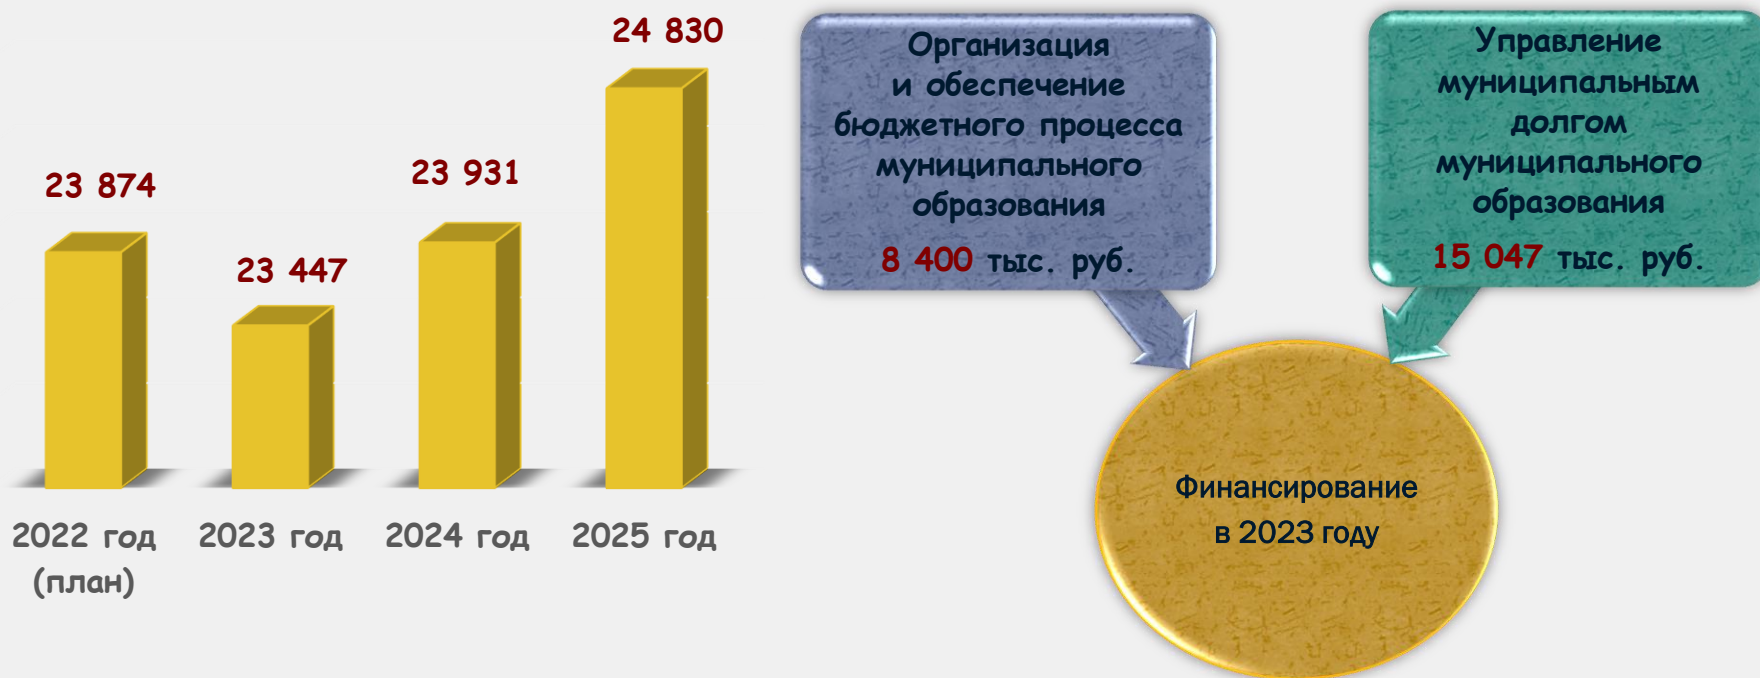 24 830
23 874
23 931
23 447
2022 год
(план)
2023 год
2024 год
2025 год
Организация
и обеспечение
бюджетного процесса
муниципального
образования
8 400 тыс. руб.
Управление
муниципальным
долгом
муниципального
образования
15 047 тыс. руб.
Финансирование
в 2023 году